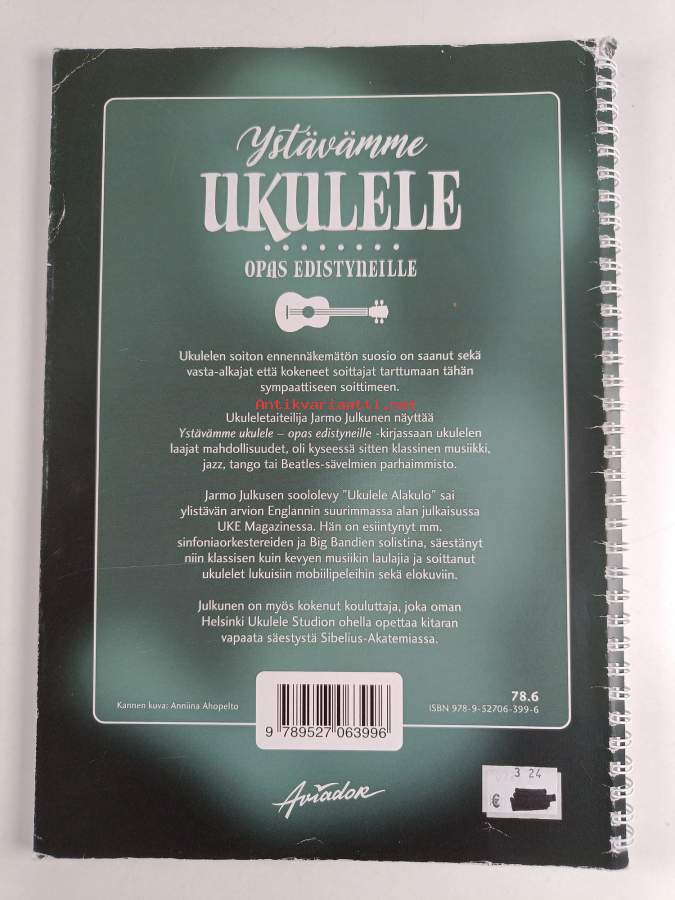 Ystävämme
UKULELE
OPAS EDISTYNEILLE
Ukulelen soiton ennennäkemätön suosio on saanut sekä
vasta-alkajat että kokeneet soittajat tarttumaan tähän
sympaattiseen soittimeen.
Antikvariaatti.net
Ukuleletaiteilija Jarmo Julkunen näyttää
Ystävämme ukulele – opas edistyneille -kirjassaan ukulelen
laajat mahdollisuudet, oli kyseessä sitten klassinen musiikki,
jazz, tango tai Beatles-sävelmien parhaimmisto.
Jarmo Julkusen soololevy "Ukulele Alakulo" sai
ylistävän arvion Englannin suurimmassa alan julkaisussa
UKE Magazinessa. Hän on esiintynyt mm.
sinfoniaorkestereiden ja Big Bandien solistina, säestänyt
niin klassisen kuin kevyen musiikin laulajia ja soittanut
ukulelet lukuisiin mobiilipeleihin sekä elokuviin.
Julkunen on myös kokenut kouluttaja, joka oman
Helsinki Ukulele Studion ohella opettaa kitaran
vapaata säestystä Sibelius-Akatemiassa.
Kannen kuva: Anniina Ahopelto
78.6
ISBN 978-9-52706-399-6
9 789527 063996
Aviador
3 24
€